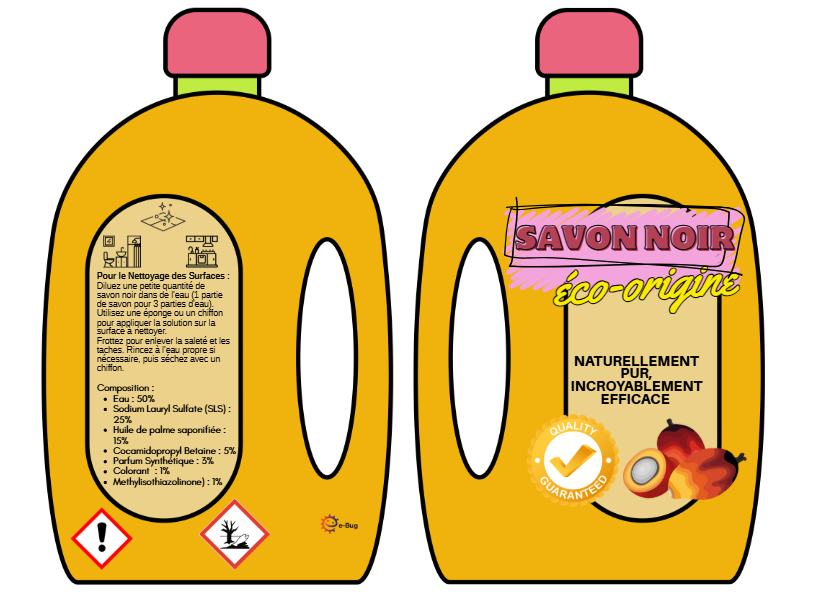 Pour le Nettoyage des Surfaces :
Diluez une petite quantité de
savon noir dans de l'eau (1 partie
de savon pour 3 parties d'eau).
Utilisez une éponge ou un chiffon
pour appliquer la solution sur la
surface à nettoyer.
Frottez pour enlever la saleté et les
taches. Rincez à l'eau propre si
nécessaire, puis séchez avec un
chiffon.
Composition :
• Eau : 50%
• Sodium Lauryl Sulfate (SLS) :
25%
• Huile de palme saponifiée :
15%
• Cocamidopropyl Betaine : 5%
• Parfum Synthétique : 3%
• Colorant : 1%
• Methylisothiazolinone) : 1%
e-Bug
SAVON NOIR
éco-origine
NATURELLEMENT
PUR,
INCROYABLEMENT
EFFICACE
QUALITY
GUARANTEED